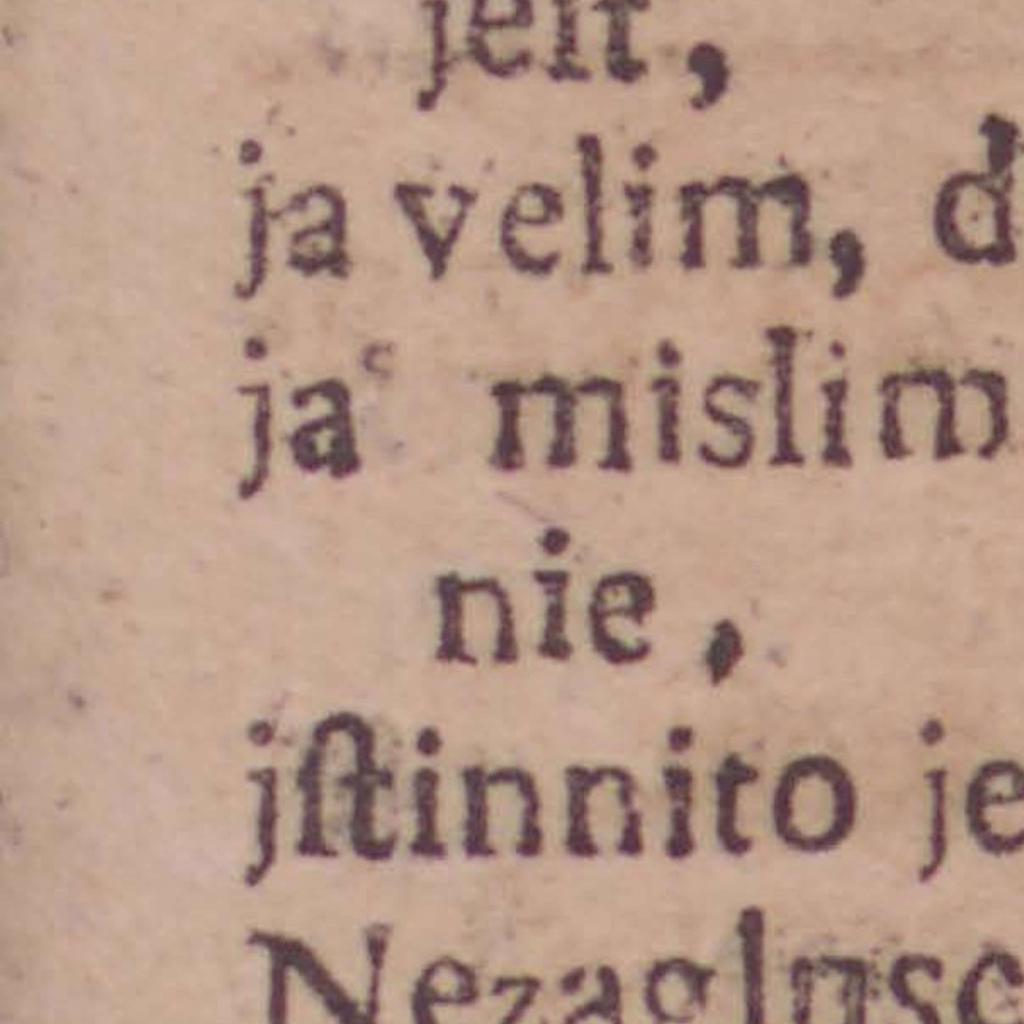 jeſt,
ja velim, d
ja mislim
nie,
jſtinnito je